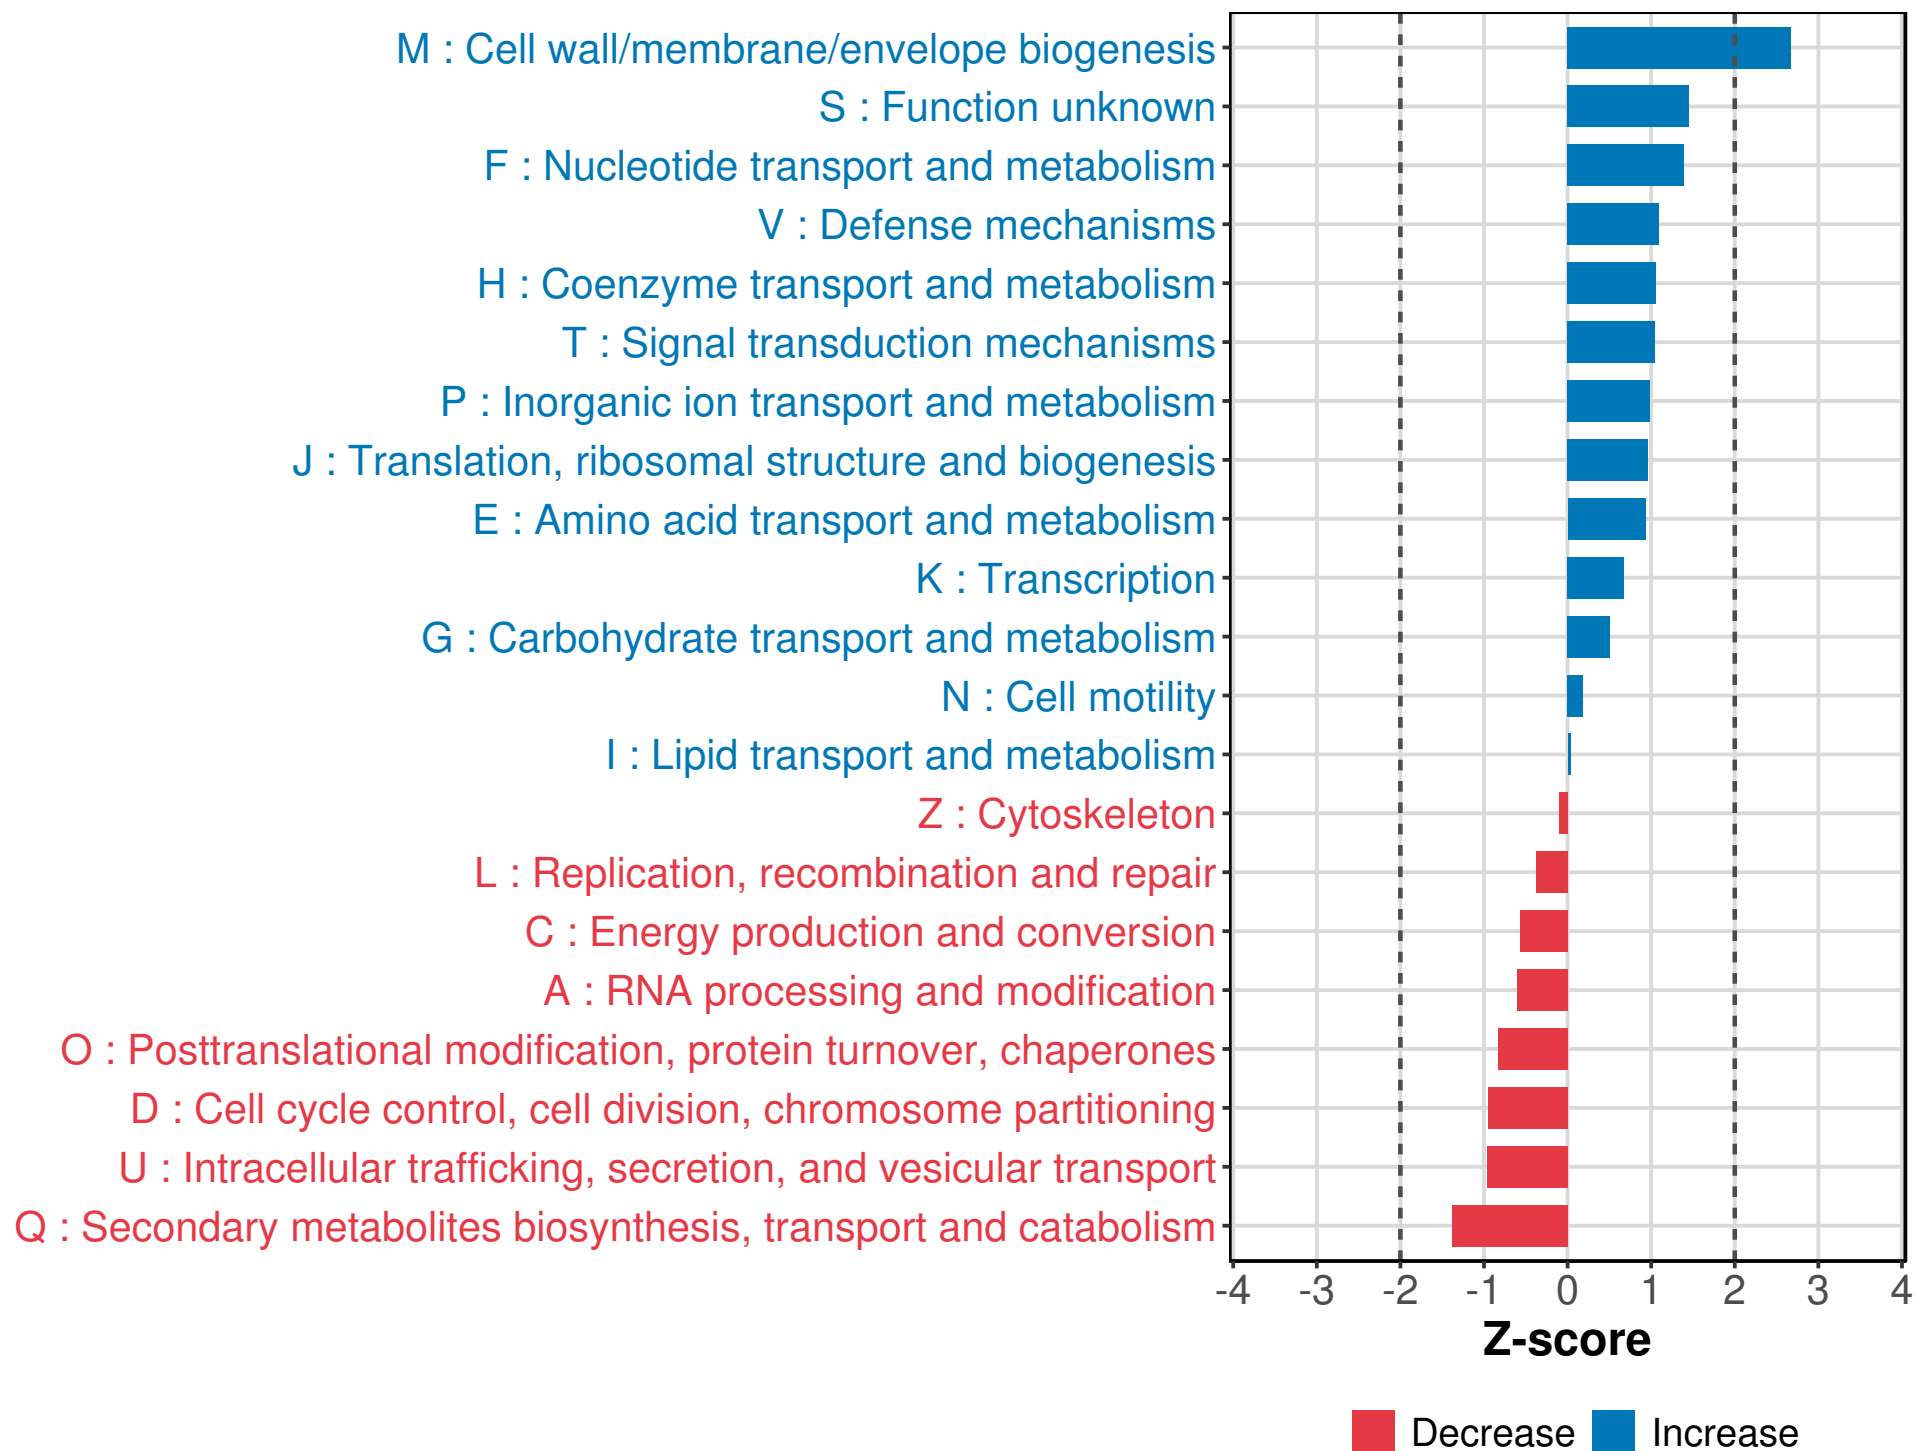 M : Cell wall/membrane/envelope biogenesis
S : Function unknown
F : Nucleotide transport and metabolism
V : Defense mechanisms
H : Coenzyme transport and metabolism
T : Signal transduction mechanisms
P : Inorganic ion transport and metabolism
J : Translation, ribosomal structure and biogenesis
E : Amino acid transport and metabolism
K : Transcription
G : Carbohydrate transport and metabolism
N : Cell motility
I : Lipid transport and metabolism
Z : Cytoskeleton
L : Replication, recombination and repair
C : Energy production and conversion
A : RNA processing and modification
O : Posttranslational modification, protein turnover, chaperones
D : Cell cycle control, cell division, chromosome partitioning
U : Intracellular trafficking, secretion, and vesicular transport
Q : Secondary metabolites biosynthesis, transport and catabolism
-4 -3 -2 -1 0 1 2 3 4
Z-score
Decrease Increase